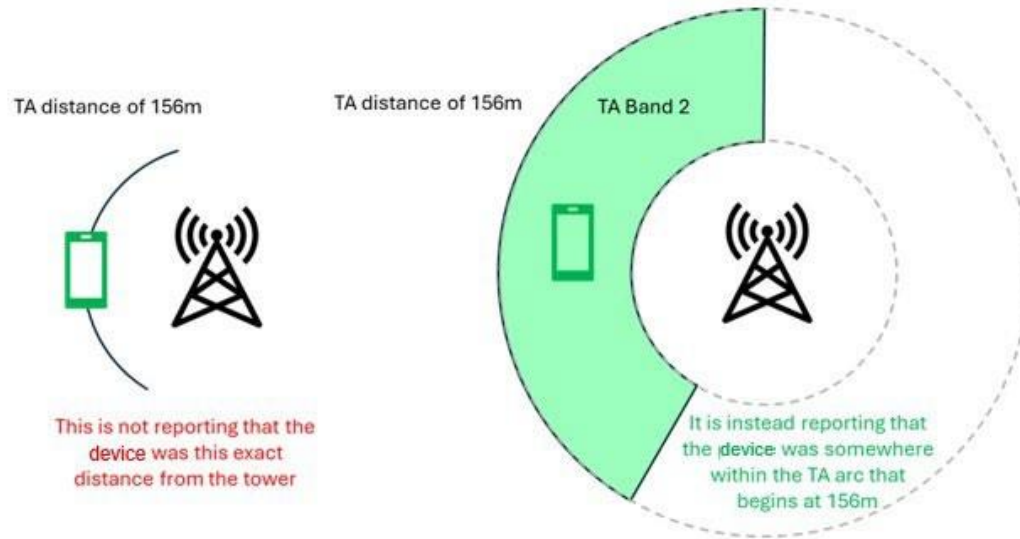 TA distance of 156m
This is not reporting that the
device was this exact
distance from the tower
TA distance of 156m
TA Band 2
It is instead reporting that
the device was somewhere
within the TA arc that
begins at 156m